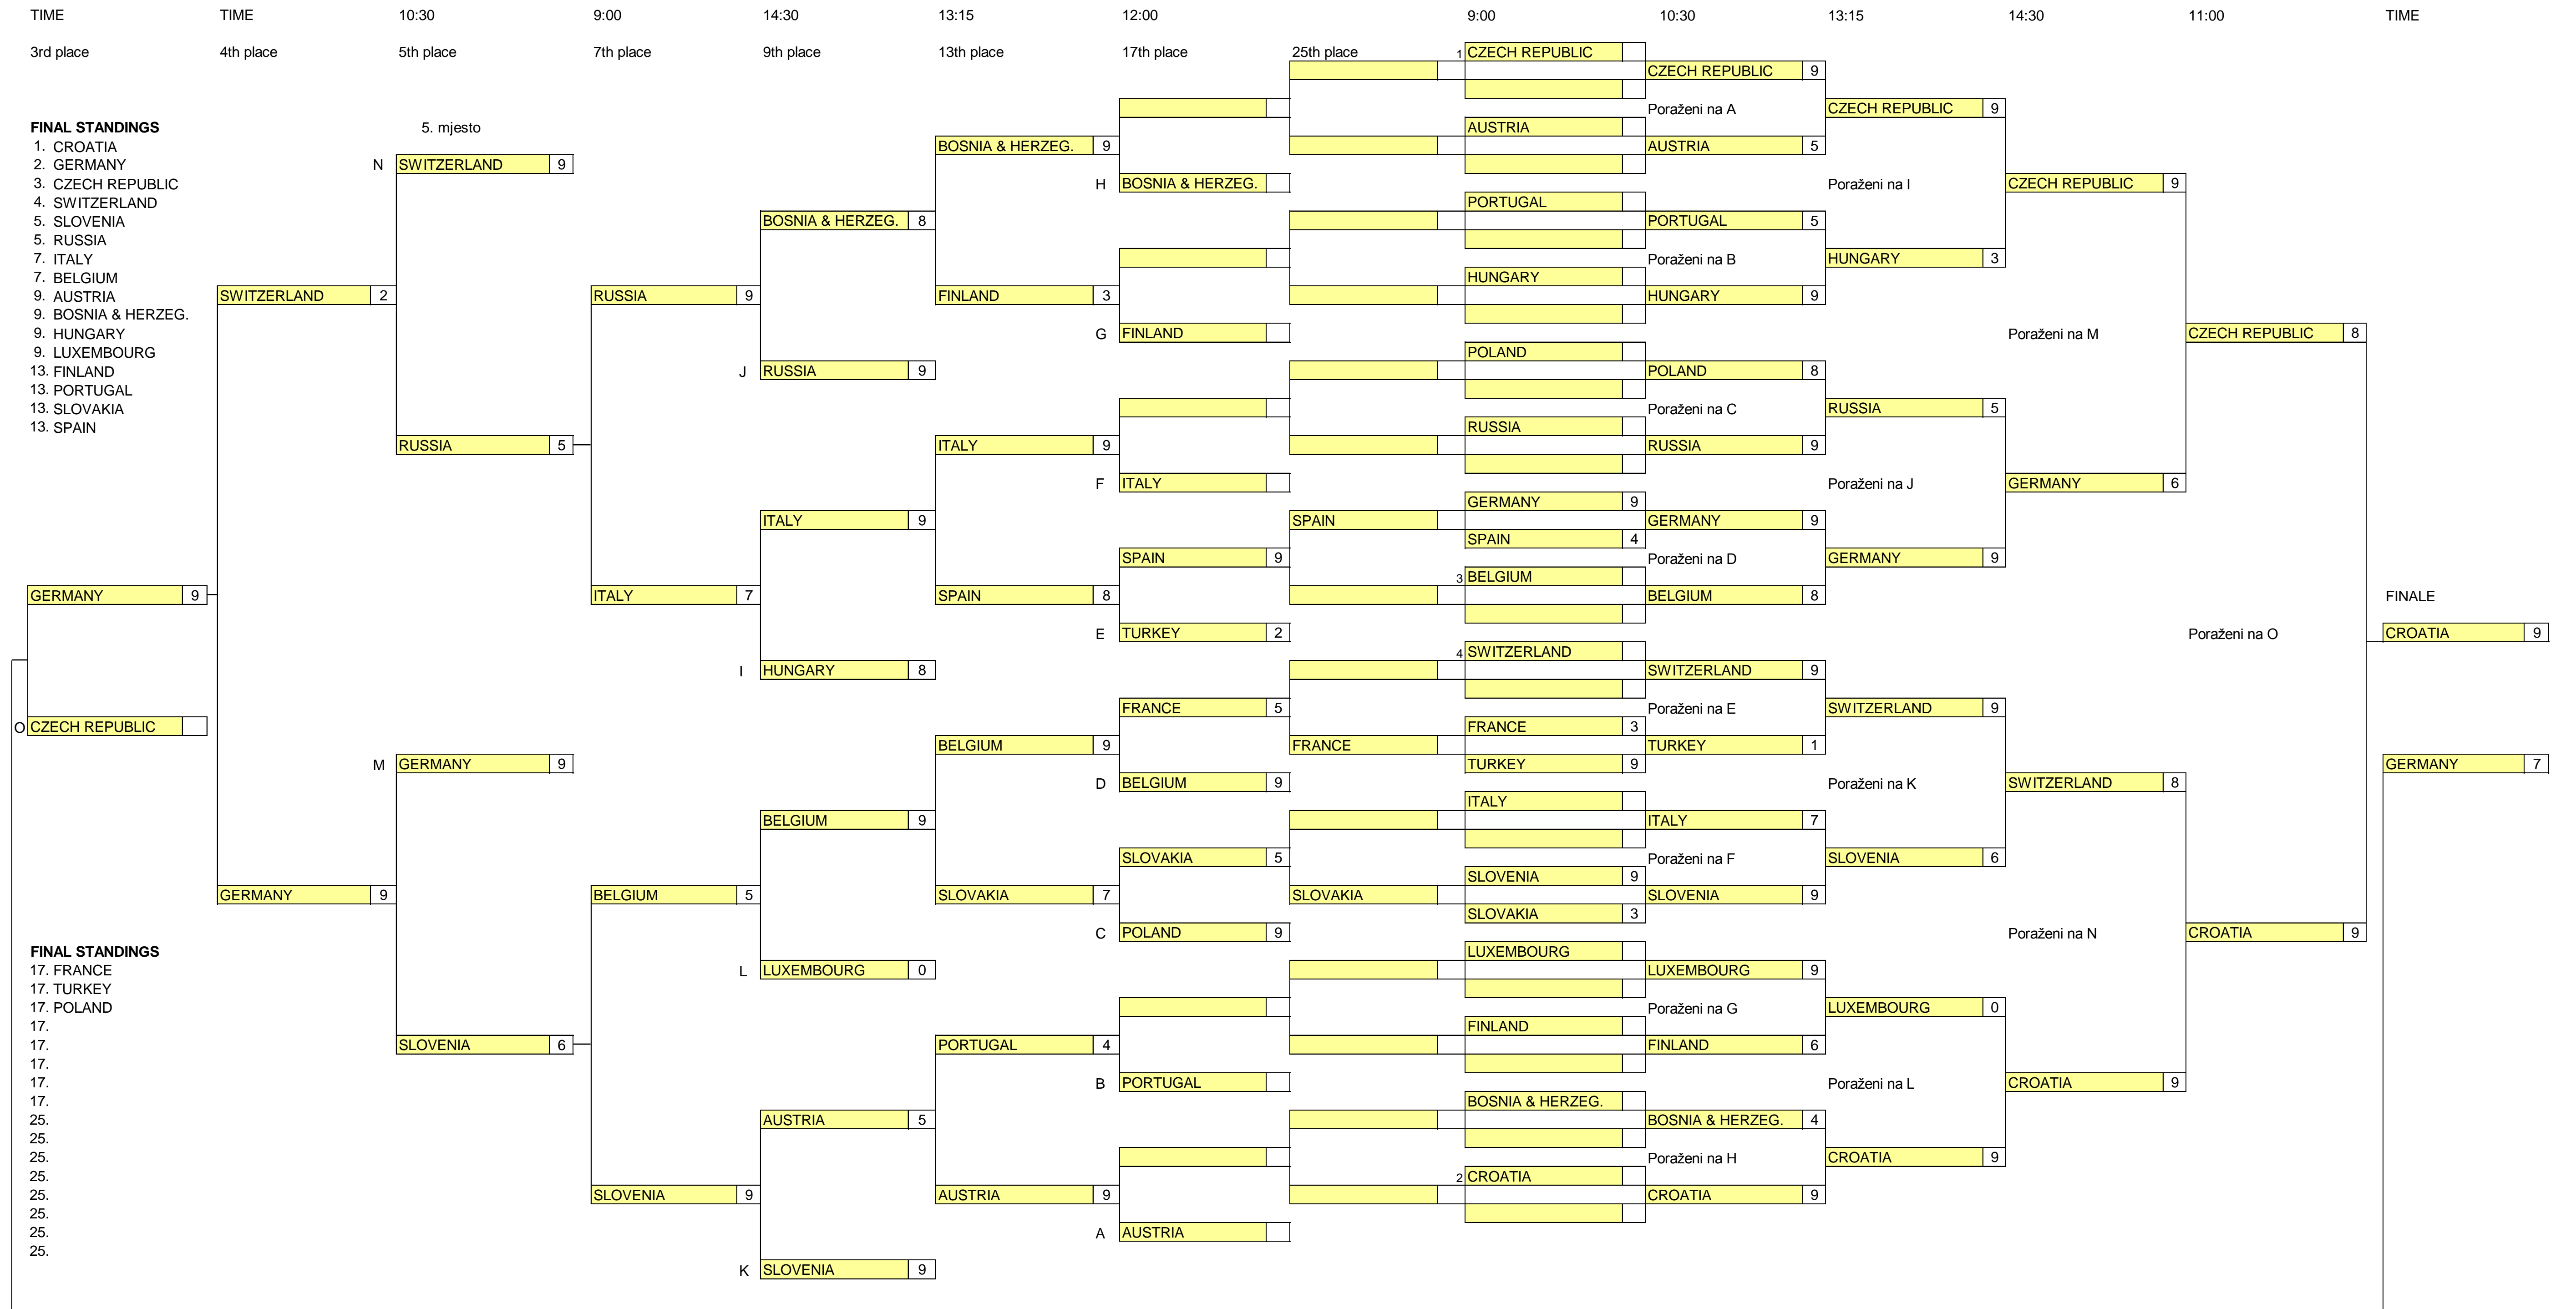 TIME TIME 10:30 9:00 14:30 13:15 12:00 9:00 10:30 13:15 14:30 11:00 TIME
3rd place 4th place 5th place 7th place 9th place 13th place 17th place 25th place 1 CZECH REPUBLIC
CZECH REPUBLIC 9
Poraženi na A CZECH REPUBLIC 9
FINAL STANDINGS 5. mjesto AUSTRIA
1. CROATIA BOSNIA & HERZEG. 9 AUSTRIA 5
2. GERMANY N SWITZERLAND 9
3. CZECH REPUBLIC H BOSNIA & HERZEG. Poraženi na I CZECH REPUBLIC 9
4. SWITZERLAND PORTUGAL
5. SLOVENIA BOSNIA & HERZEG. 8 PORTUGAL 5
5. RUSSIA
7. ITALY Poraženi na B HUNGARY 3
7. BELGIUM HUNGARY
9. AUSTRIA SWITZERLAND 2 RUSSIA 9 FINLAND 3 HUNGARY 9
9. BOSNIA & HERZEG.
9. HUNGARY G FINLAND Poraženi na M CZECH REPUBLIC 8
9. LUXEMBOURG POLAND
13. FINLAND J RUSSIA 9 POLAND 8
13. PORTUGAL
13. SLOVAKIA Poraženi na C RUSSIA 5
13. SPAIN RUSSIA
RUSSIA 5 ITALY 9 RUSSIA 9
F ITALY Poraženi na J GERMANY 6
GERMANY 9
ITALY 9 SPAIN GERMANY 9
SPAIN 4
SPAIN 9 Poraženi na D GERMANY 9
3 BELGIUM
GERMANY 9 ITALY 7 SPAIN 8 BELGIUM 8 FINALE
E TURKEY 2 Poraženi na O CROATIA 9
4 SWITZERLAND
I HUNGARY 8 SWITZERLAND 9
FRANCE 5 Poraženi na E SWITZERLAND 9
O CZECH REPUBLIC FRANCE 3
BELGIUM 9 FRANCE TURKEY 1
M GERMANY 9 TURKEY 9 GERMANY 7
D BELGIUM 9 Poraženi na K SWITZERLAND 8
ITALY
BELGIUM 9 ITALY 7
SLOVAKIA 5 Poraženi na F SLOVENIA 6
SLOVENIA 9
GERMANY 9 BELGIUM 5 SLOVAKIA 7 SLOVAKIA SLOVENIA 9
SLOVAKIA 3
C POLAND 9 Poraženi na N CROATIA 9
FINAL STANDINGS LUXEMBOURG
17. FRANCE L LUXEMBOURG 0 LUXEMBOURG 9
17. TURKEY
17. POLAND Poraženi na G LUXEMBOURG 0
17. FINLAND
17. SLOVENIA 6 PORTUGAL 4 FINLAND 6
17.
17. B PORTUGAL Poraženi na L CROATIA 9
17. BOSNIA & HERZEG.
25. AUSTRIA 5 BOSNIA & HERZEG. 4
25.
25. Poraženi na H CROATIA 9
25. 2 CROATIA
25. SLOVENIA 9 AUSTRIA 9 CROATIA 9
25.
25. A AUSTRIA
25.
K SLOVENIA 9